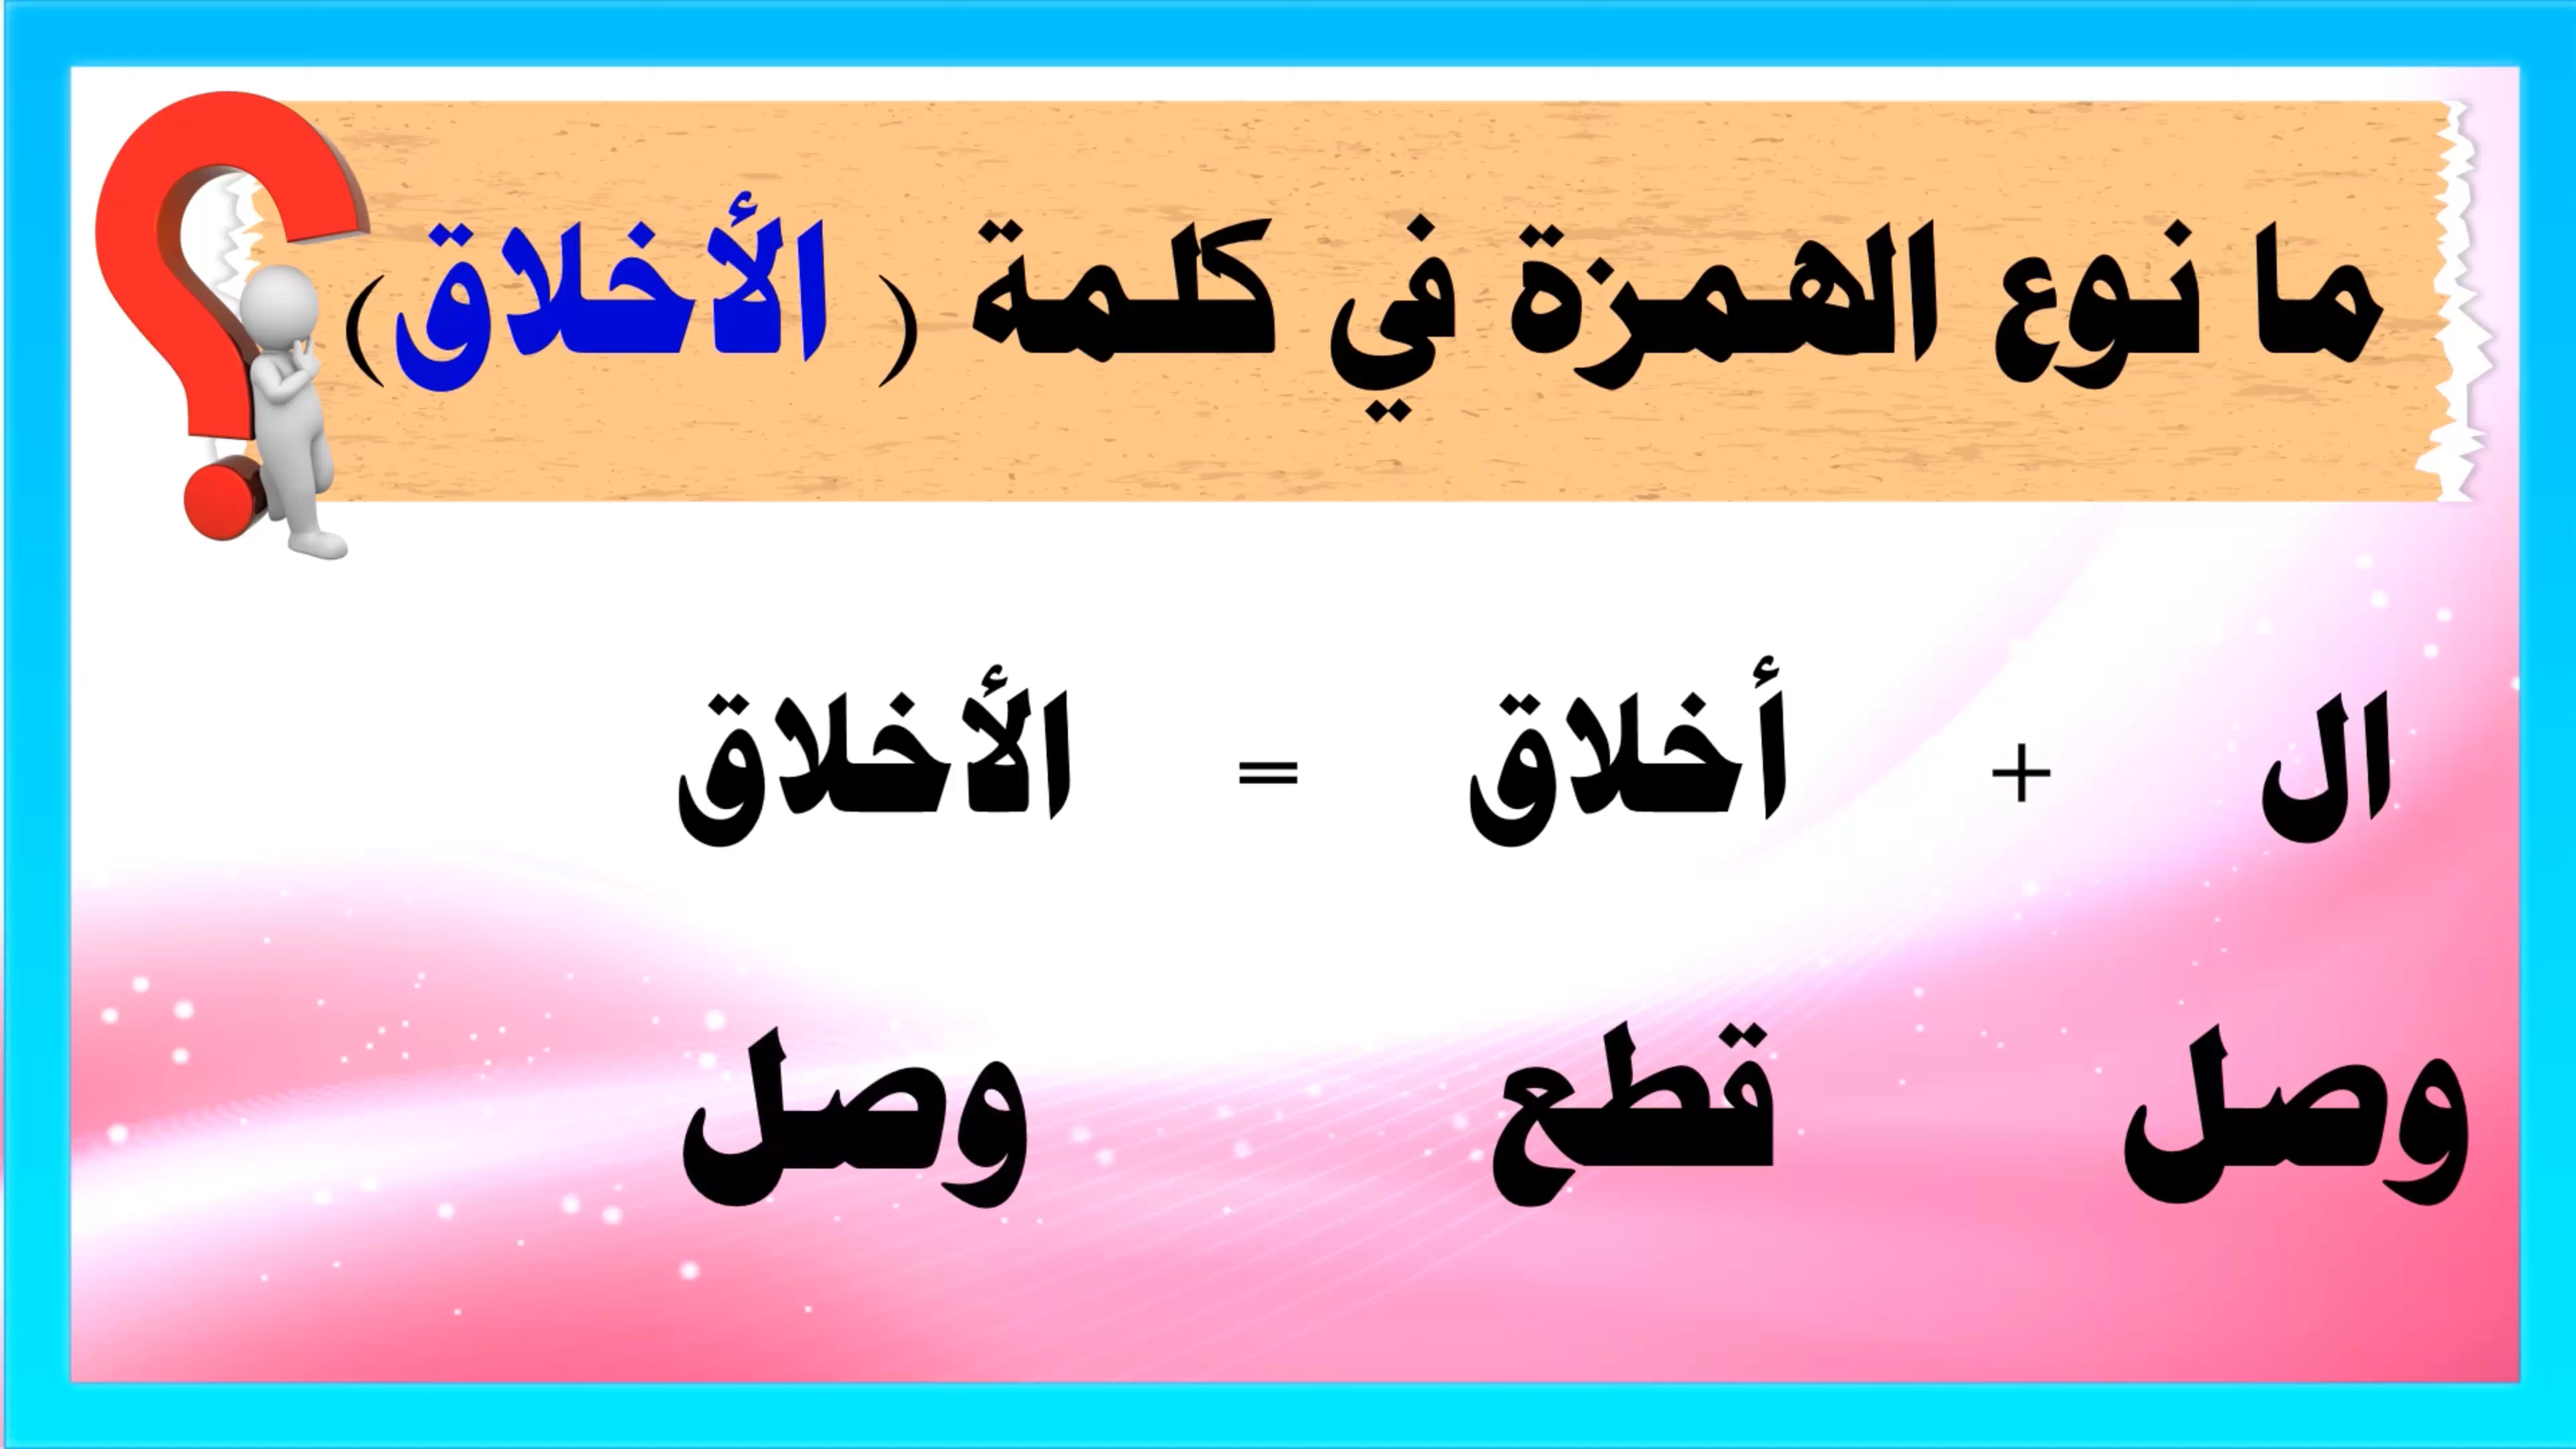 ما نوع الهمزة في كلمة ( الأخلاق)
ال + أخلاق = الأخلاق
وصل قطع وصل